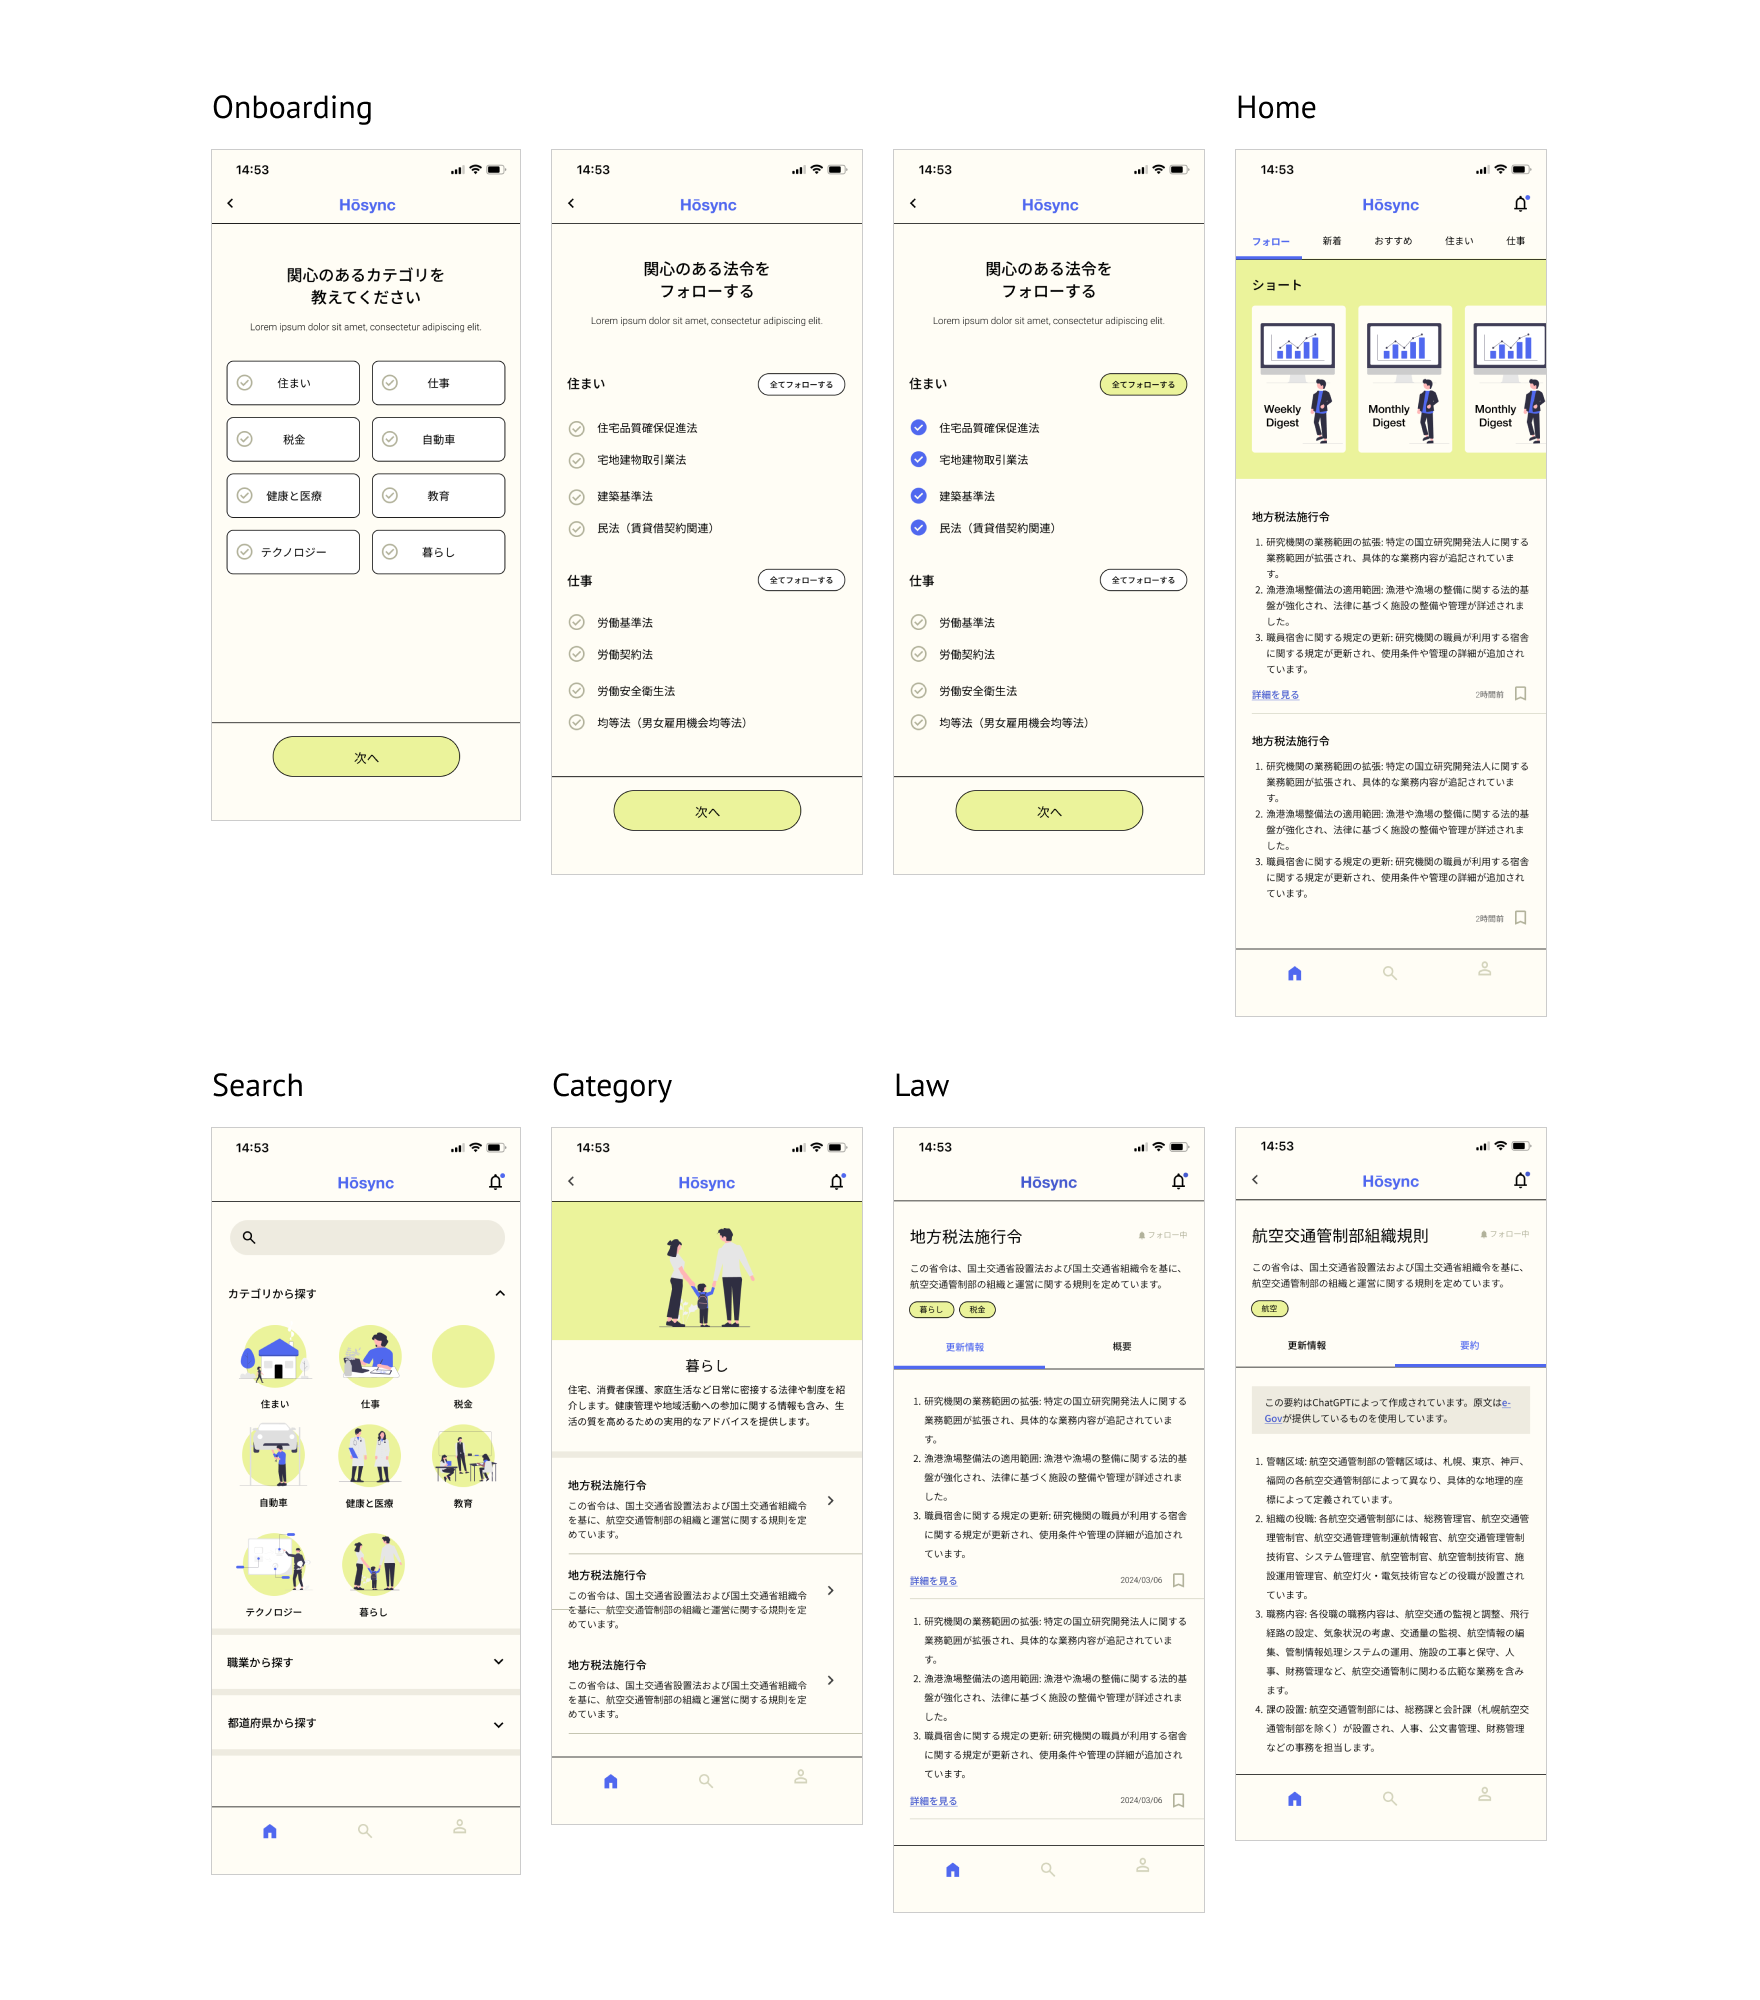 Onboarding
14:53
Hōsync
関心のあるカテゴリを
教えてください
Lorem ipsum dolor sit amet, consectetur adipiscing elit.
住まい
仕事
税金
自動車
健康と医療
教育
テクノロジー
暮らし
次へ
14:53
Hōsync
関心のある法令を
フォローする
Lorem ipsum dolor sit amet, consectetur adipiscing elit.
住まい
全てフォローする
住宅品質確保促進法
宅地建物取引業法
建築基準法
民法（賃貸借契約関連）
仕事
全てフォローする
労働基準法
労働契約法
労働安全衛生法
均等法（男女雇用機会均等法）
次へ
14:53
Hōsync
関心のある法令を
フォローする
Lorem ipsum dolor sit amet, consectetur adipiscing elit.
住まい
全てフォローする
住宅品質確保促進法
宅地建物取引業法
建築基準法
民法（賃貸借契約関連）
仕事
全てフォローする
労働基準法
労働契約法
労働安全衛生法
均等法（男女雇用機会均等法）
次へ
Home
14:53
Hōsync
フォロー
新着
おすすめ
住まい
仕事
ショート
Weekly
Digest
Monthly
Digest
Monthly
Digest
地方税法施行令
1. 研究機関の業務範囲の拡張: 特定の国立研究開発法人に関する
業務範囲が拡張され、具体的な業務内容が追記されていま
す。
2. 漁港漁場整備法の適用範囲: 漁港や漁場の整備に関する法的基
盤が強化され、法律に基づく施設の整備や管理が詳述されま
した。
3. 職員宿舎に関する規定の更新: 研究機関の職員が利用する宿舎
に関する規定が更新され、使用条件や管理の詳細が追加され
ています。
詳細を見る
2時間前
地方税法施行令
1. 研究機関の業務範囲の拡張: 特定の国立研究開発法人に関する
業務範囲が拡張され、具体的な業務内容が追記されていま
す。
2. 漁港漁場整備法の適用範囲: 漁港や漁場の整備に関する法的基
盤が強化され、法律に基づく施設の整備や管理が詳述されま
した。
3. 職員宿舎に関する規定の更新: 研究機関の職員が利用する宿舎
に関する規定が更新され、使用条件や管理の詳細が追加され
ています。
2時間前
Search
14:53
Hōsync
カテゴリから探す
住まい
仕事
税金
自動車
健康と医療
教育
テクノロジー
暮らし
職業から探す
都道府県から探す
Category
14:53
Hōsync
暮らし
住宅、消費者保護、家庭生活など日常に密接する法律や制度を紹
介します。健康管理や地域活動への参加に関する情報も含み、生
活の質を高めるための実用的なアドバイスを提供します。
地方税法施行令
この省令は、国土交通省設置法および国土交通省組織令
を基に、航空交通管制部の組織と運営に関する規則を定
めています。
地方税法施行令
この省令は、国土交通省設置法および国土交通省組織令
を基に、航空交通管制部の組織と運営に関する規則を定
めています。
地方税法施行令
この省令は、国土交通省設置法および国土交通省組織令
を基に、航空交通管制部の組織と運営に関する規則を定
めています。
Law
14:53
Hōsync
地方税法施行令
フォロー中
この省令は、国土交通省設置法および国土交通省組織令を基に、
航空交通管制部の組織と運営に関する規則を定めています。
暮らし
税金
更新情報
概要
1. 研究機関の業務範囲の拡張: 特定の国立研究開発法人に関する
業務範囲が拡張され、具体的な業務内容が追記されていま
す。
2. 漁港漁場整備法の適用範囲: 漁港や漁場の整備に関する法的基
盤が強化され、法律に基づく施設の整備や管理が詳述されま
した。
3. 職員宿舎に関する規定の更新: 研究機関の職員が利用する宿舎
に関する規定が更新され、使用条件や管理の詳細が追加され
ています。
詳細を見る
2024/03/06
1. 研究機関の業務範囲の拡張: 特定の国立研究開発法人に関する
業務範囲が拡張され、具体的な業務内容が追記されていま
す。
2. 漁港漁場整備法の適用範囲: 漁港や漁場の整備に関する法的基
盤が強化され、法律に基づく施設の整備や管理が詳述されま
した。
3. 職員宿舎に関する規定の更新: 研究機関の職員が利用する宿舎
に関する規定が更新され、使用条件や管理の詳細が追加され
ています。
詳細を見る
2024/03/06
14:53
Hōsync
航空交通管制部組織規則
フォロー中
この省令は、国土交通省設置法および国土交通省組織令を基に、
航空交通管制部の組織と運営に関する規則を定めています。
航空
更新情報
要約
この要約はChatGPTによって作成されています。原文はe-
Govが提供しているものを使用しています。
1. 管轄区域: 航空交通管制部の管轄区域は、札幌、東京、神戸、
福岡の各航空交通管制部によって異なり、具体的な地理的座
標によって定義されています。
2. 組織の役職: 各航空交通管制部には、総務管理官、航空交通管
理管制官、航空交通管理管制運航情報官、航空交通管理管制
技術官、システム管理官、航空管制官、航空管制技術官、施
設運用管理官、航空灯火・電気技術官などの役職が設置され
ています。
3. 職務内容: 各役職の職務内容は、航空交通の監視と調整、飛行
経路の設定、気象状況の考慮、交通量の監視、航空情報の編
集、管制情報処理システムの運用、施設の工事と保守、人
事、財務管理など、航空交通管制に関わる広範な業務を含み
ます。
4. 課の設置: 航空交通管制部には、総務課と会計課（札幌航空交
通管制部を除く）が設置され、人事、公文書管理、財務管理
などの事務を担当します。